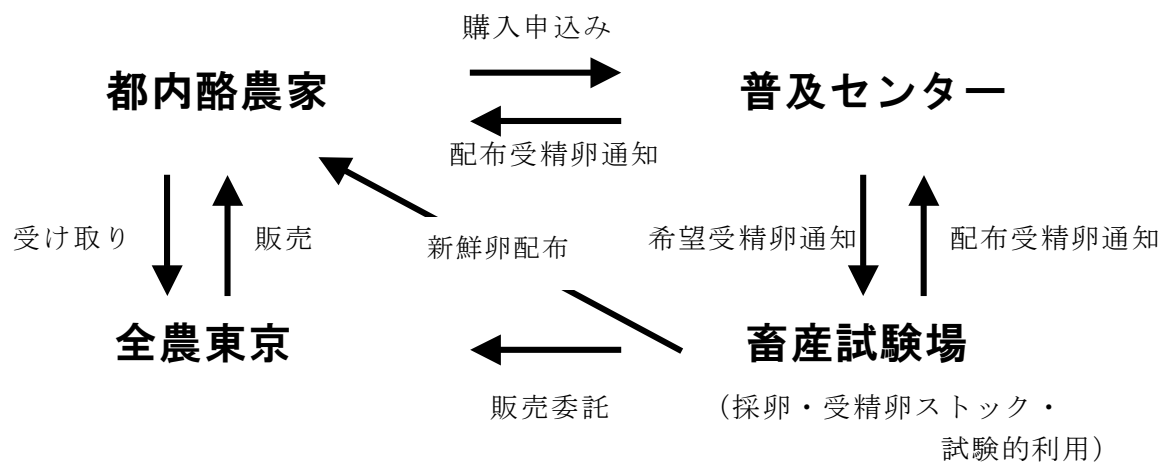 購入申込み
都内酪農家
普及センター
配布受精卵通知
受け取り
販売
新鮮卵配布
希望受精卵通知
配布受精卵通知
全農東京
畜産試験場
販売委託
（採卵・受精卵ストック・
試験的利用）